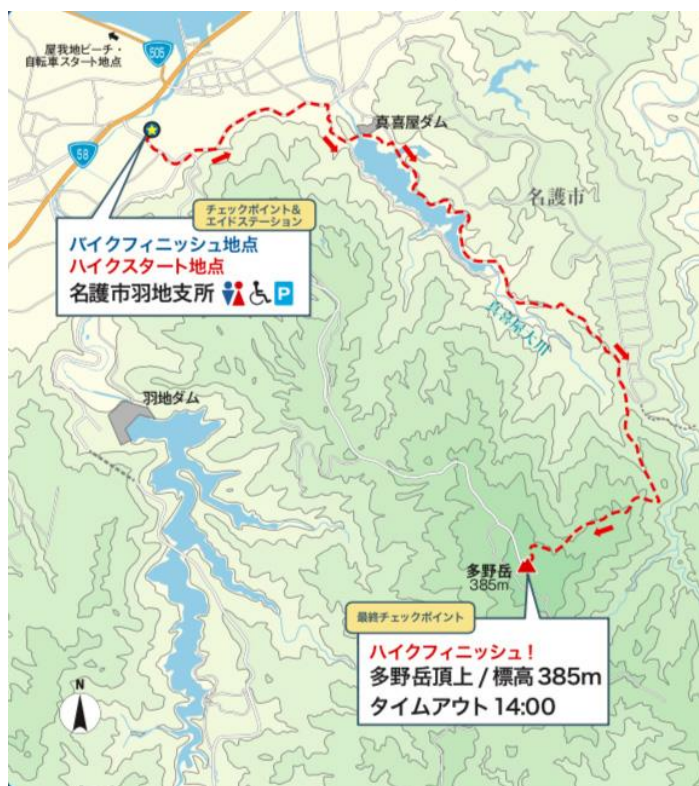 屋我地ビーチ・
自転車スタート地点
505
58
真喜屋ダム
名護市
チェックポイント&
エイドステーション
バイクフィニッシュ地点
ハイクスタート地点
名護市羽地支所 P
真喜屋大川
羽地ダム
多野岳
385m
最終チェックポイント
ハイクフィニッシュ!
多野岳頂上 / 標高 385m
タイムアウト 14:00
N